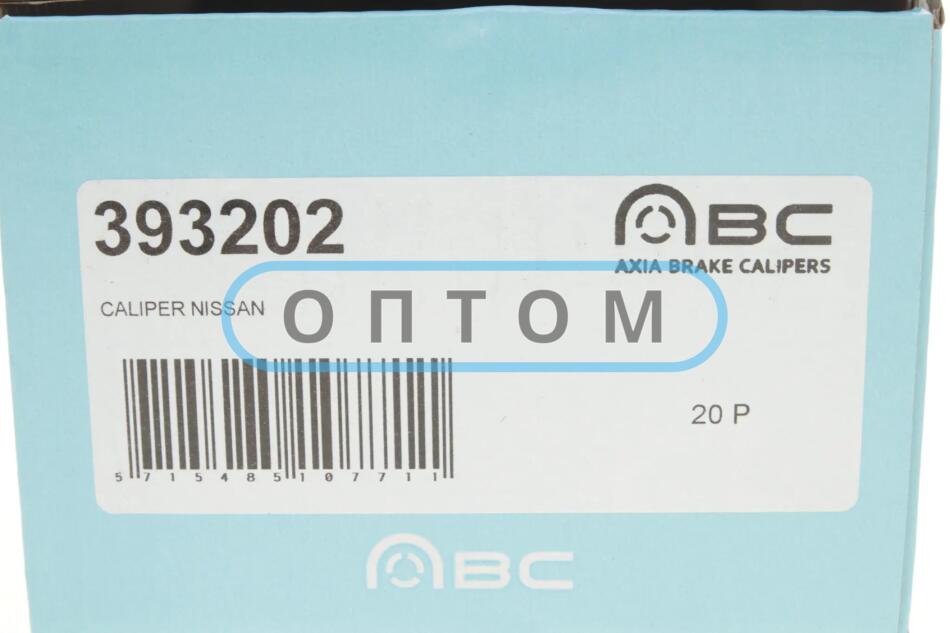 393202
ABC
AXIA BRAKE CALIPERS
CALIPER NISSAN
ОПТОМ
20 P
5 715485 107711
ABC